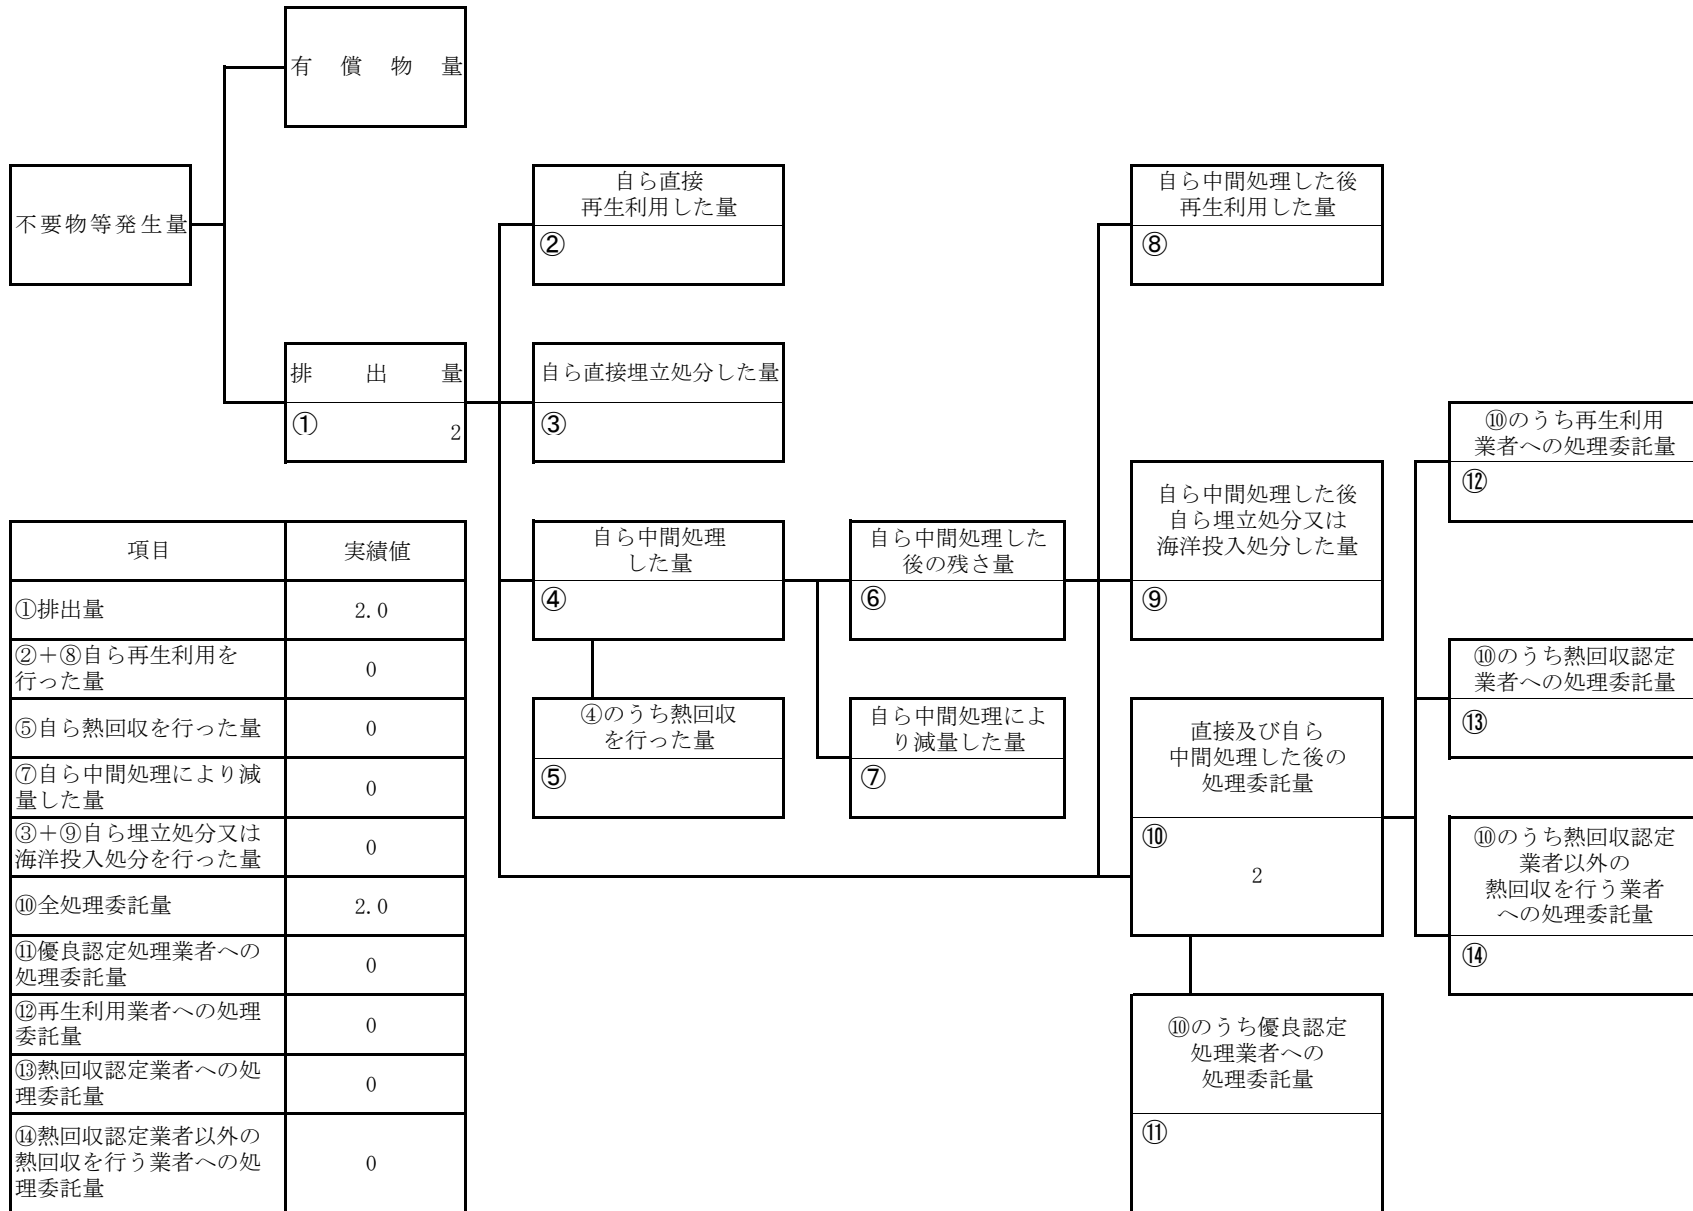 有償物量
不要物等発生量
排出量
①
2
自ら直接
再生利用した量
②
自ら直接埋立処分した量
③
自ら中間処理
した量
④
④のうち熱回収
を行った量
⑤
自ら中間処理した
後の残さ量
⑥
自ら中間処理によ
り減量した量
⑦
自ら中間処理した後
再生利用した量
⑧
自ら中間処理した後
自ら埋立処分又は
海洋投入処分した量
⑨
直接及び自ら
中間処理した後の
処理委託量
⑩
2
⑩のうち優良認定
処理業者への
処理委託量
⑪
⑩のうち再生利用
業者への処理委託量
⑫
⑩のうち熱回収認定
業者への処理委託量
⑬
⑩のうち熱回収認定
業者以外の
熱回収を行う業者
への処理委託量
⑭
項目 実績値
①排出量 2.0
②+⑧自ら再生利用を
行った量 0
⑤自ら熱回収を行った量 0
⑦自ら中間処理により減
量した量 0
③+⑨自ら埋立処分又は
海洋投入処分を行った量 0
⑩全処理委託量 2.0
⑪優良認定処理業者への
処理委託量 0
⑫再生利用業者への処理
委託量 0
⑬熱回収認定業者への処
理委託量 0
⑭熱回収認定業者以外の
熱回収を行う業者への処
理委託量 0